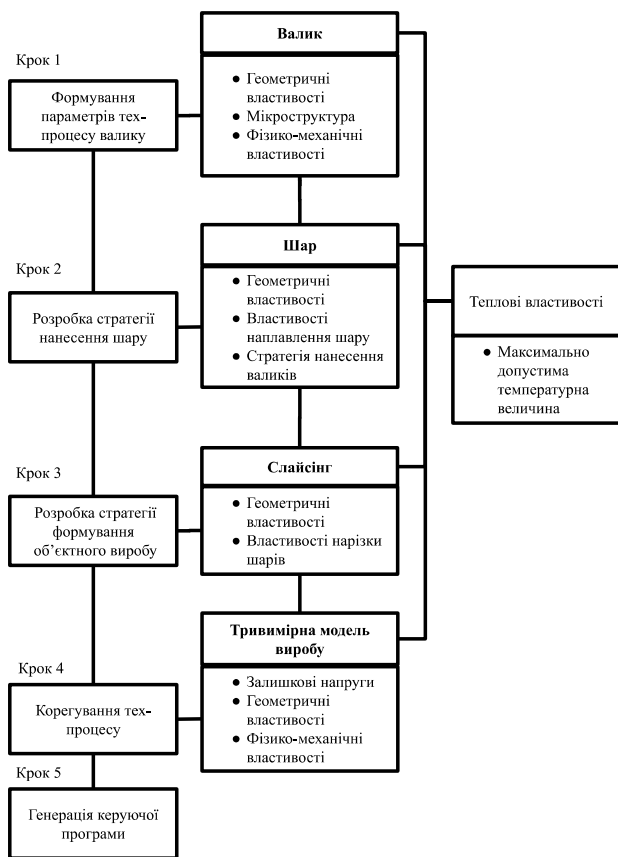 Валик
Крок 1
● Геометричні
властивості
● Мікроструктура
● Фізико-механічні
властивості
Формування
параметрів тех-
процесу валику
Шар
Крок 2
● Геометричні
властивості
● Властивості
наплавлення шару
● Стратегія нанесення
валиків
Розробка стратегії
нанесення шару
Теплові властивості
● Максимально
допустима
температурна
величина
Слайсінг
Крок 3
● Геометричні
властивості
● Властивості нарізки
шарів
Розробка стратегії
формування
об’єктного виробу
Тривимірна модель
виробу
Крок 4
● Залишкові напруги
● Геометричні
властивості
● Фізико-механічні
властивості
Корегування тех-
процесу
Крок 5
Генерація керуючої
програми